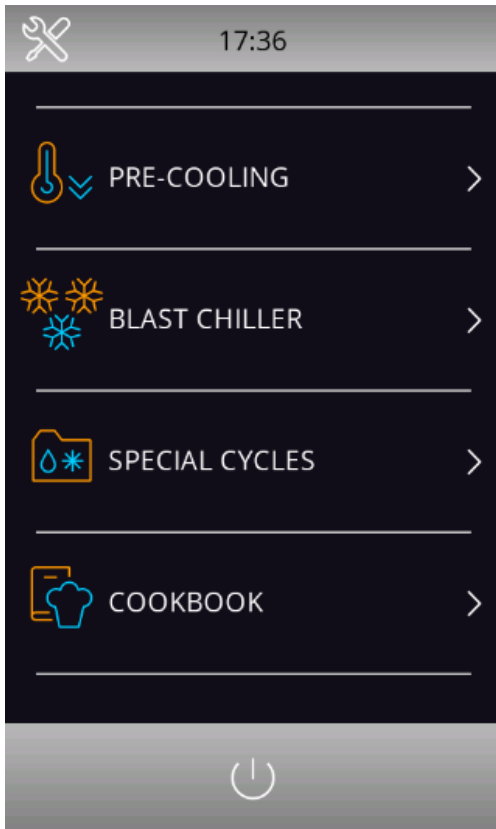 17:36
PRE-COOLING
BLAST CHILLER
SPECIAL CYCLES
COOKBOOK